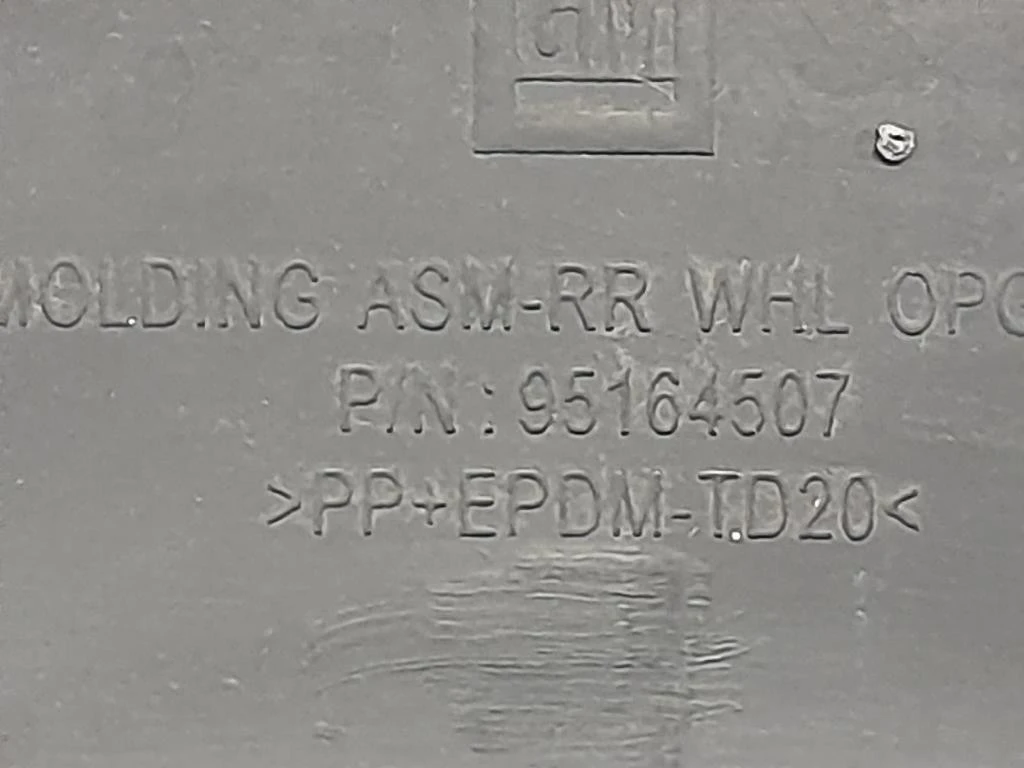 GM
MOLDING ASM-RR WHL OPG
P/N : 95164507
>PP+EPDM-TD20<